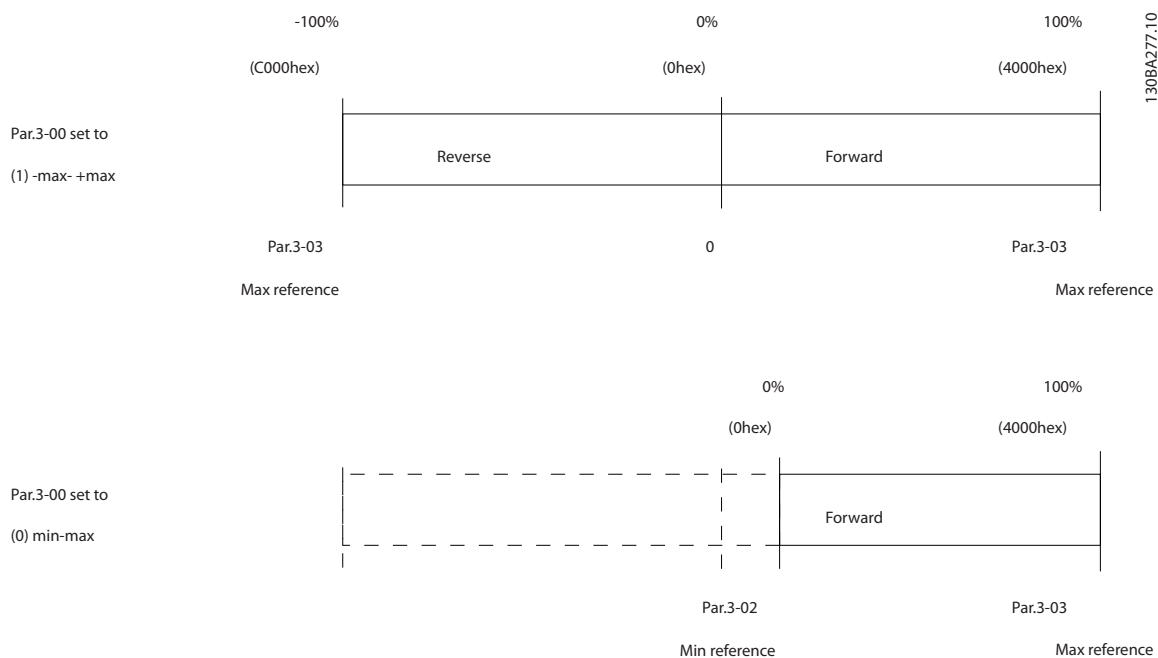 -100% 0% 100%
(C000hex) (0hex) (4000hex)
130BA277.10
Par.3-00 set to
(1) -max- +max
Reverse Forward
Par.3-03 0 Par.3-03
Max reference Max reference
0% 100%
(0hex) (4000hex)
Par.3-00 set to
(0) min-max
Forward
Par.3-02 Par.3-03
Min reference Max reference